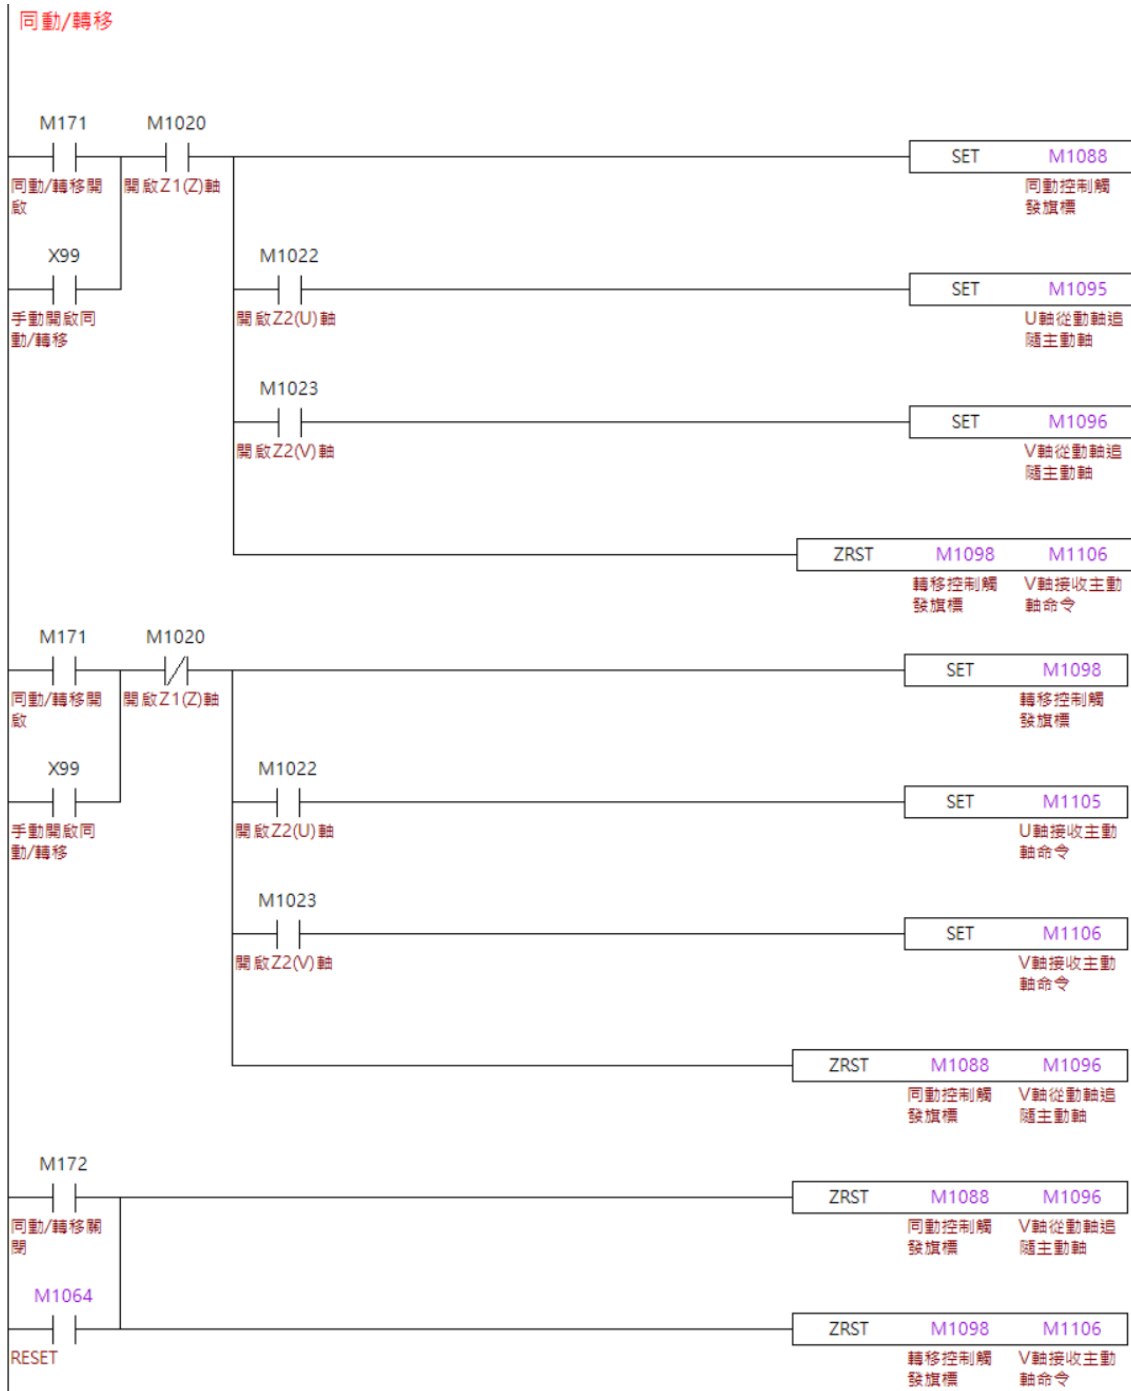 同動/轉移
M171
M1020
SET M1088
同動/轉移開
啟
開啟Z1(Z)軸
同動控制觸
發旗標
X99
M1022
SET M1095
手動開啟同
動/轉移
開啟Z2(U)軸
U軸從動軸追
隨主動軸
M1023
SET M1096
開啟Z2(V)軸
V軸從動軸追
隨主動軸
ZRST M1098 M1106
轉移控制觸
發旗標
V軸接收主動
軸命令
M171
M1020
SET M1098
同動/轉移開
啟
開啟Z1(Z)軸
轉移控制觸
發旗標
X99
M1022
SET M1105
手動開啟同
動/轉移
開啟Z2(U)軸
U軸接收主動
軸命令
M1023
SET M1106
開啟Z2(V)軸
V軸接收主動
軸命令
ZRST M1088 M1096
同動控制觸
發旗標
V軸從動軸追
隨主動軸
M172
ZRST M1088 M1096
同動/轉移關
閉
同動控制觸
發旗標
V軸從動軸追
隨主動軸
M1064
ZRST M1098 M1106
RESET
轉移控制觸
發旗標
V軸接收主動
軸命令